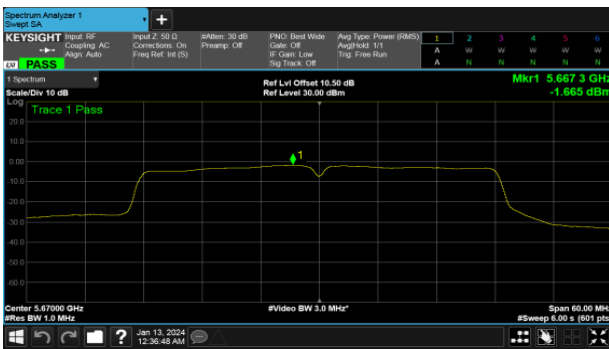 Spectrum Analyzer 1
Swept SA
+
KEYSIGHT Input: RF Input Z: 50 Ω #Atten: 30 dB PNO: Best Wide Avg Type: Power (RMS) 1 2 3 4 5 6
Coupling: AC Corrections: On Preamp: Off Gate: Off Avg|Hold: 1/1 A W W W W W
Align: Auto Freq Ref: Int (S) IF Gain: Low Trig: Free Run
LXI PASS Sig Track: Off A N N N N N
1 Spectrum Ref Lvl Offset 10.50 dB Mkr1 5.667 3 GHz
Scale/Div 10 dB Ref Level 30.00 dBm -1.665 dBm
Log
Trace 1 Pass
20.0
10.0
0.00
1
-10.0
-20.0
-30.0
-40.0
-50.0
-60.0
Center 5.67000 GHz #Video BW 3.0 MHz* Span 60.00 MHz
#Res BW 1.0 MHz #Sweep 6.00 s (601 pts
? Jan 13, 2024
12:36:48 AM